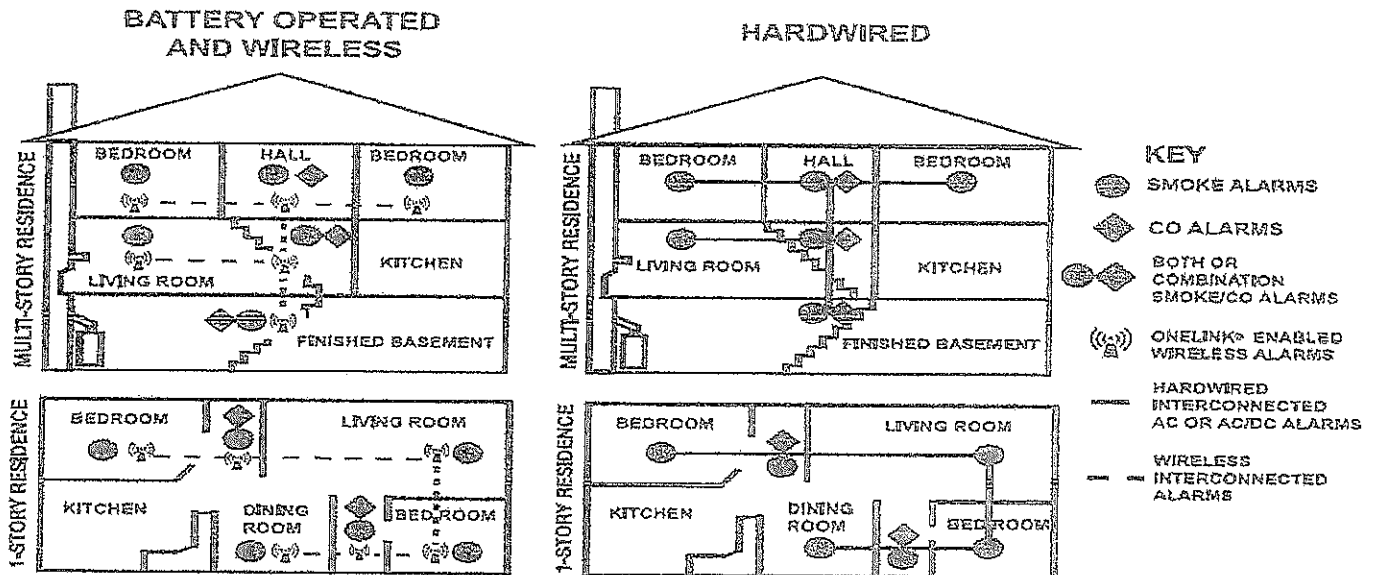 BATTERY OPERATED
AND WIRELESS
MULTI-STORY RESIDENCE
BEDROOM
HALL
BEDROOM
LIVING ROOM
KITCHEN
FINISHED BASEMENT
1-STORY RESIDENCE
BEDROOM
LIVING ROOM
KITCHEN
DINING
ROOM
BEDROOM
HARDWIRED
MULTI-STORY RESIDENCE
BEDROOM
HALL
BEDROOM
LIVING ROOM
KITCHEN
FINISHED BASEMENT
1-STORY RESIDENCE
BEDROOM
LIVING ROOM
KITCHEN
DINING
ROOM
BEDROOM
KEY
SMOKE ALARMS
CO ALARMS
BOTH OR
COMBINATION
SMOKE/CO ALARMS
ONELINK® ENABLED
WIRELESS ALARMS
HARDWIRED
INTERCONNECTED
AC OR AC/DC ALARMS
WIRELESS
INTERCONNECTED
ALARMS